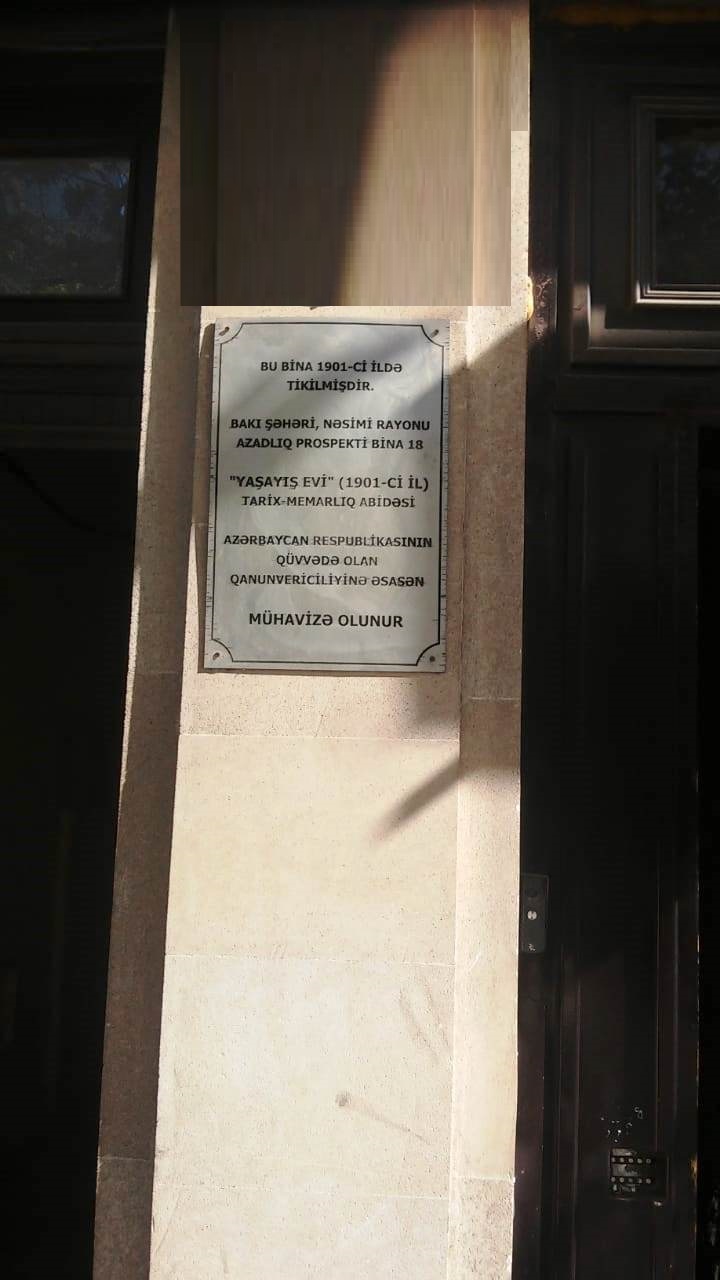 BU BİNA 1901-Cİ İLDƏ
TİKİLMİŞDİR.
BAKI ŞƏHƏRİ, NƏSİMİ RAYONU
AZADLIQ PROSPEKTİ BİNA 18
"YAŞAYIŞ EVİ" (1901-Cİ İL)
TARİX-MEMARLIQ ABİDƏSİ
AZƏRBAYCAN RESPUBLİKASININ
QÜVVƏDƏ OLAN
QANUNVERİCİLİYİNƏ ƏSASƏN
MÜHAVİZƏ OLUNUR